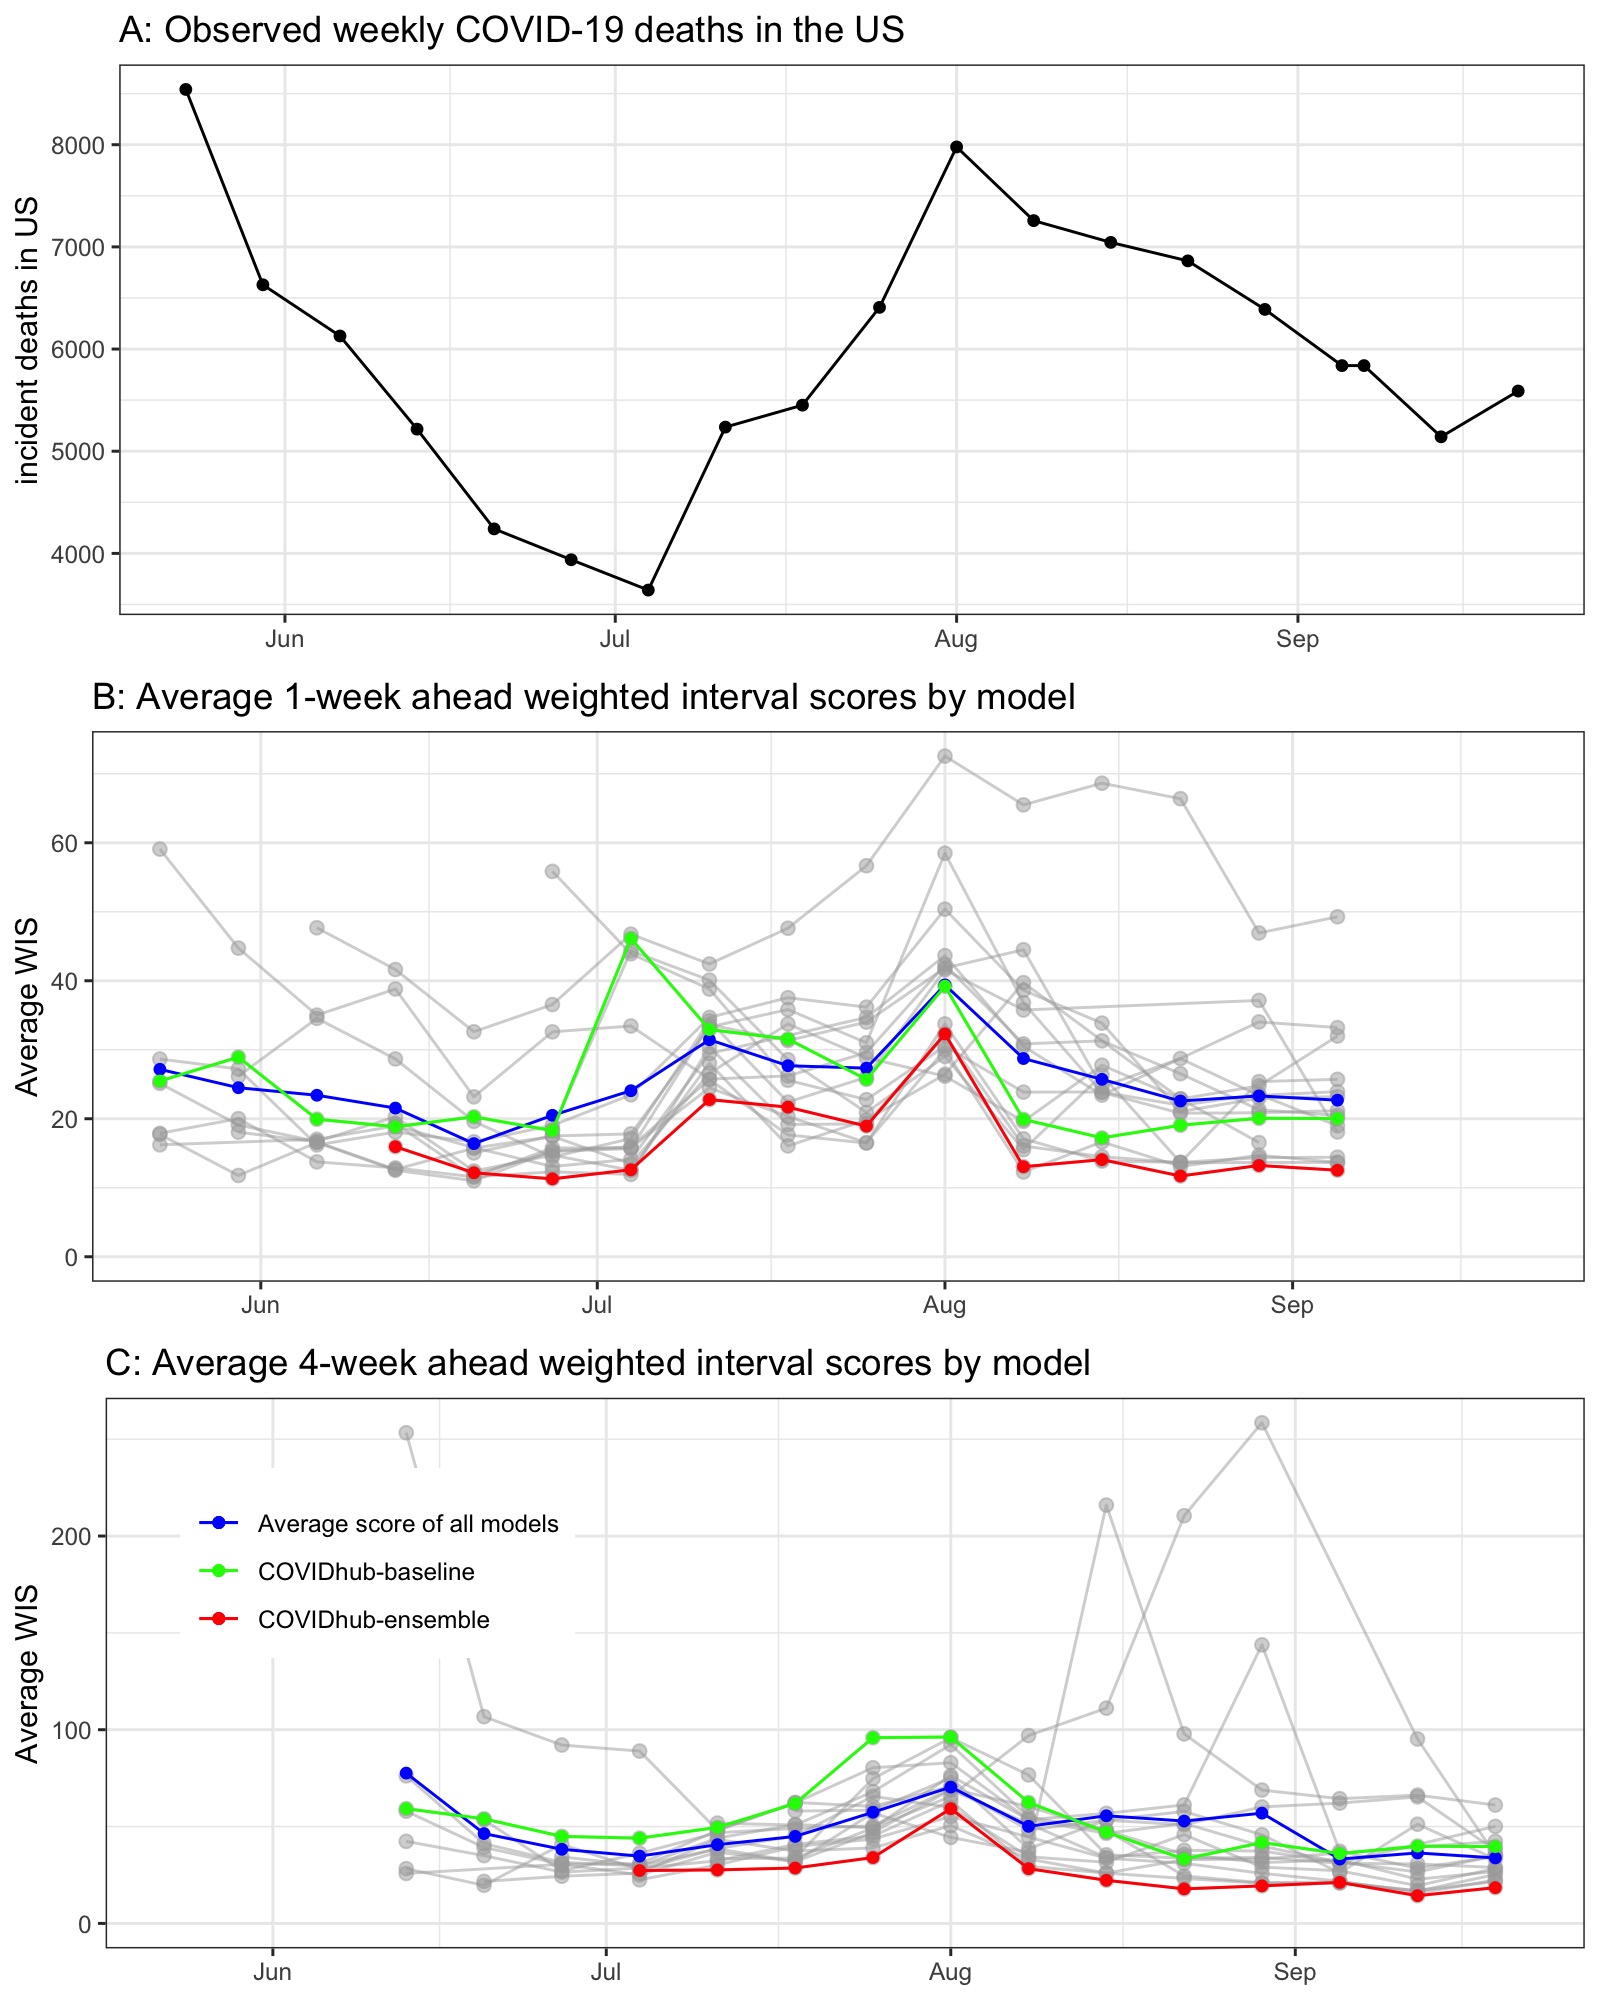 A: Observed weekly COVID-19 deaths in the US
incident deaths in US
8000
7000
6000
5000
4000
Jun Jul Aug Sep
B: Average 1-week ahead weighted interval scores by model
Average WIS
60
40
20
0
Jun Jul Aug Sep
C: Average 4-week ahead weighted interval scores by model
Average WIS
200
100
0
Average score of all models
COVIDhub-baseline
COVIDhub-ensemble
Jun Jul Aug Sep